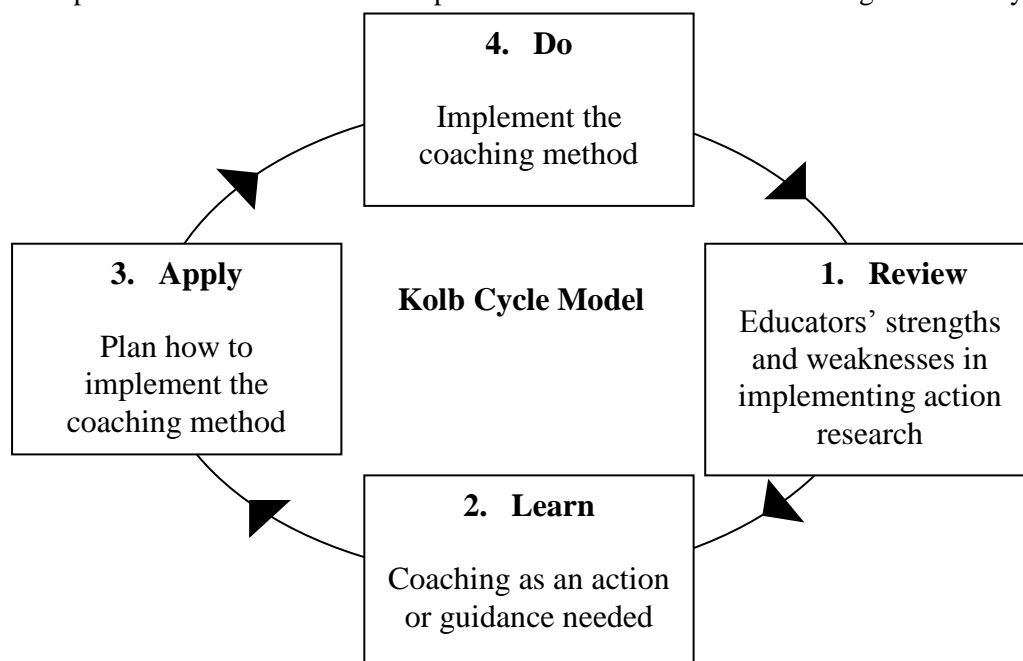 4. Do
Implement the
coaching method
3. Apply
Plan how to
implement the
coaching method
Kolb Cycle Model
1. Review
Educators’ strengths
and weaknesses in
implementing action
research
2. Learn
Coaching as an action
or guidance needed